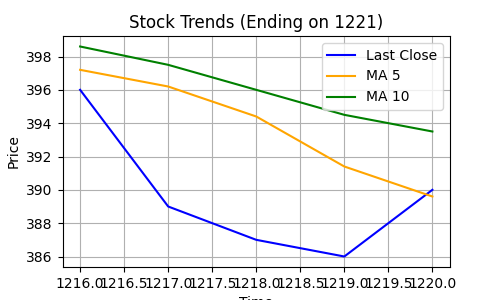 Stock Trends (Ending on 1221)
Last Close
MA 5
MA 10
Price
398
396
394
392
390
388
386
1216.0 1216.5 1217.0 1217.5 1218.0 1218.5 1219.0 1219.5 1220.0
Time